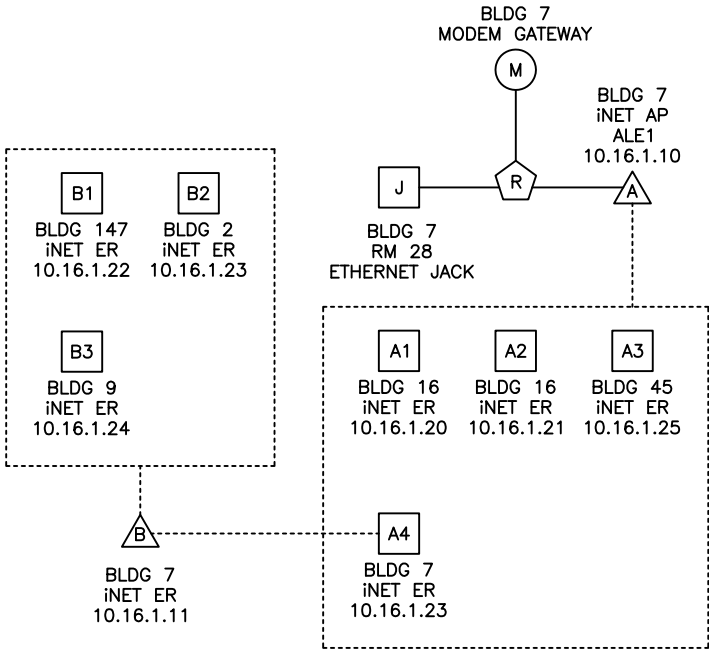 BLDG 7
MODEM GATEWAY
M
BLDG 7
iNET AP
ALE1
10.16.1.10
J
R
A
BLDG 7
RM 28
ETHERNET JACK
B1
B2
BLDG 147
iNET ER
10.16.1.22
BLDG 2
iNET ER
10.16.1.23
B3
BLDG 9
iNET ER
10.16.1.24
A1
A2
A3
BLDG 16
iNET ER
10.16.1.20
BLDG 16
iNET ER
10.16.1.21
BLDG 45
iNET ER
10.16.1.25
B
BLDG 7
iNET ER
10.16.1.11
A4
BLDG 7
iNET ER
10.16.1.23